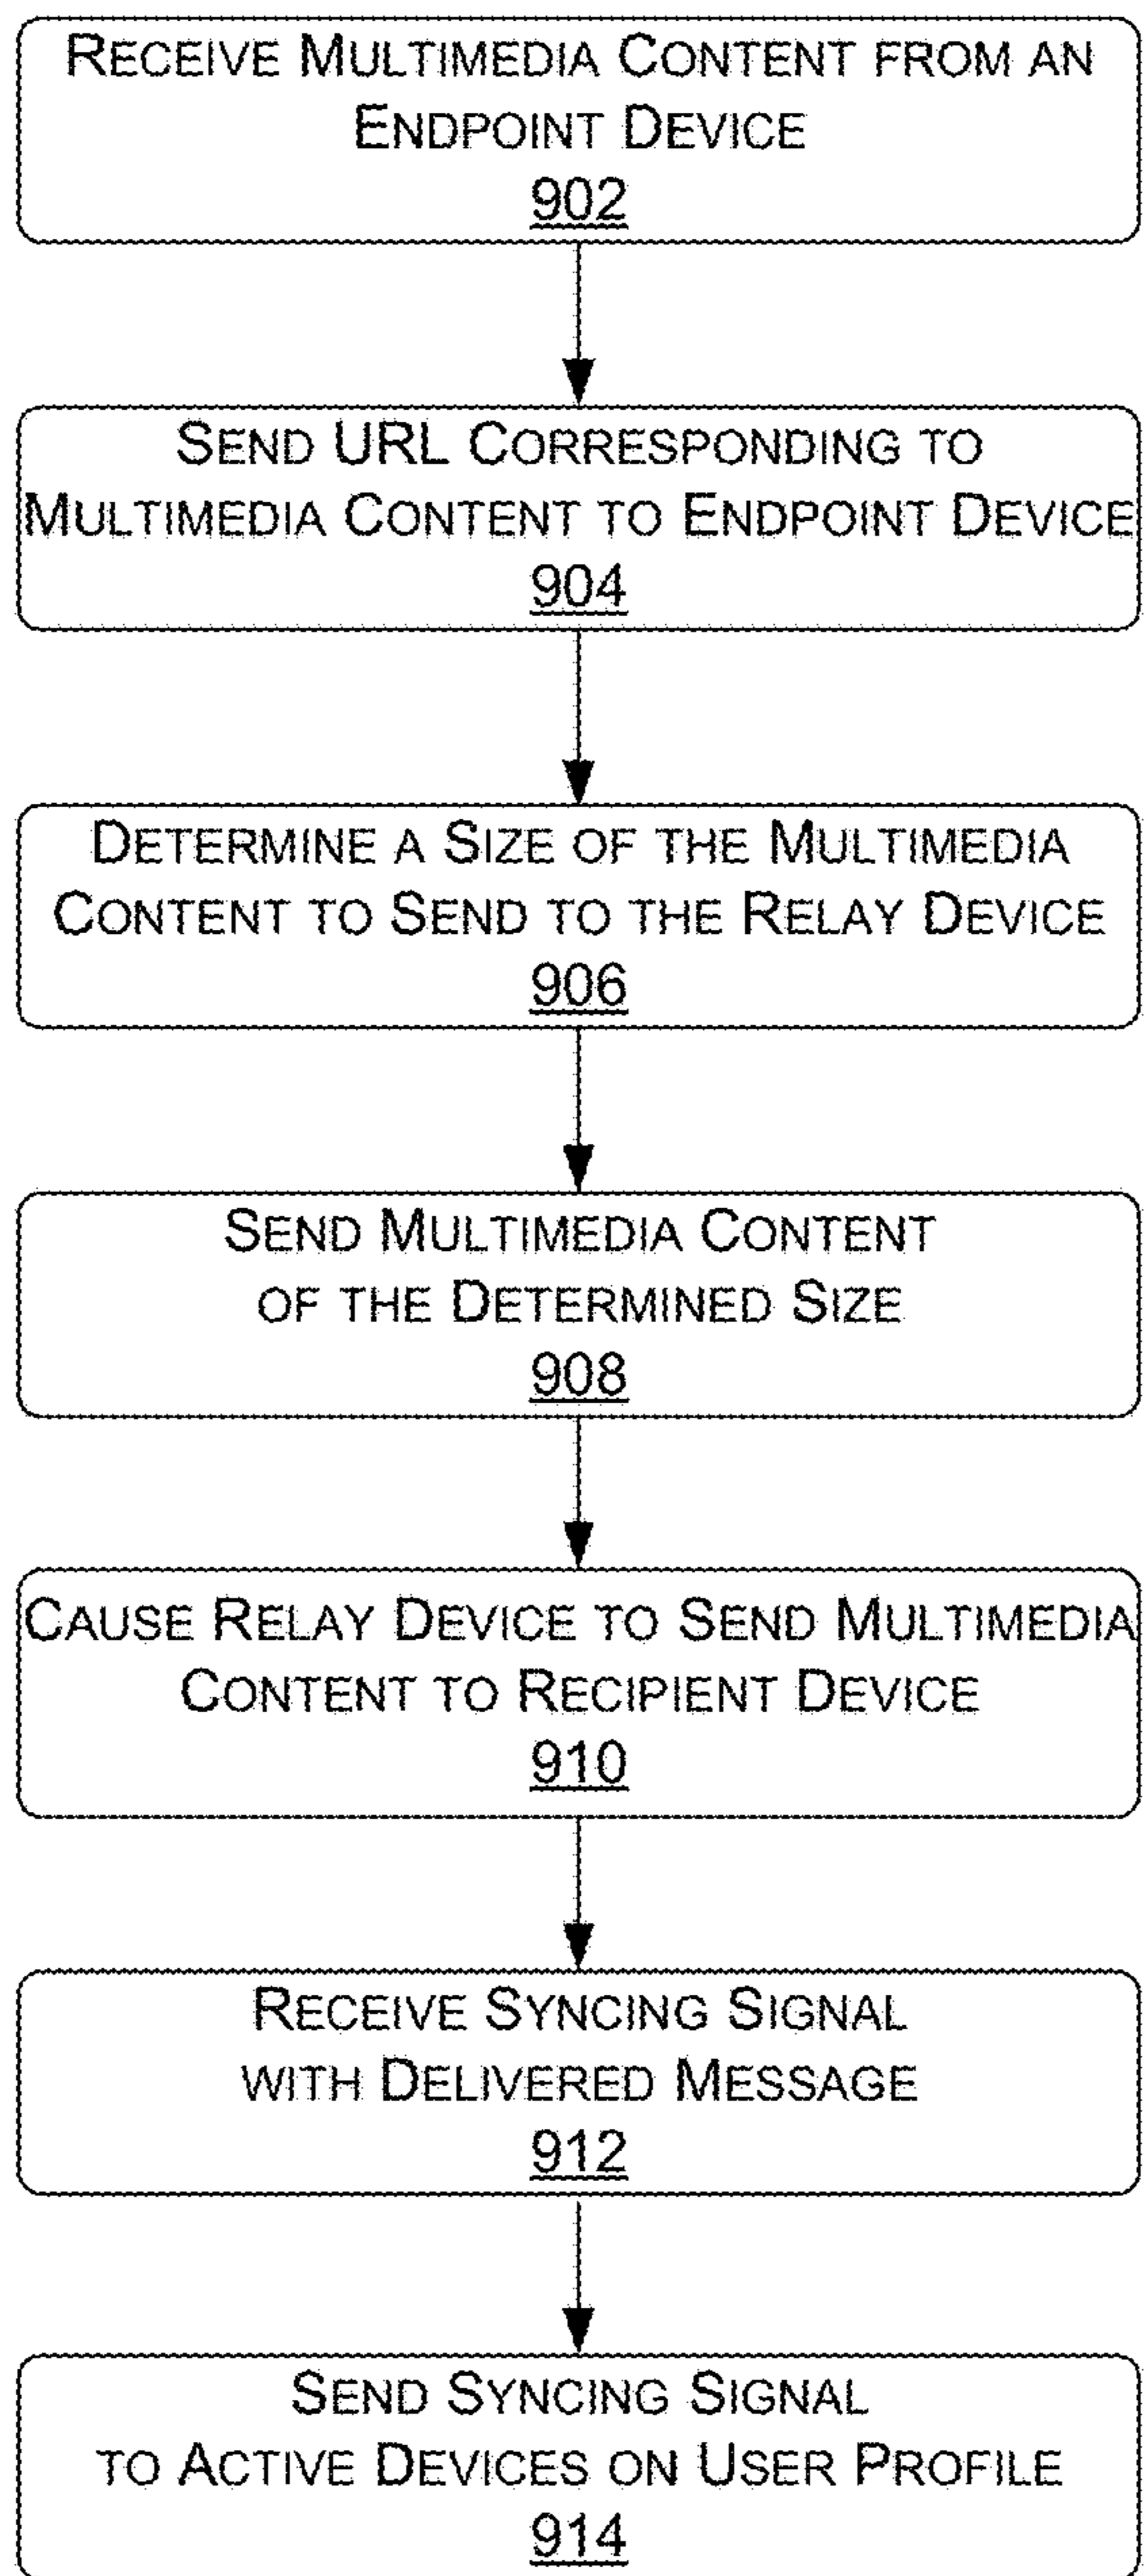 RECEIVE MULTIMEDIA CONTENT FROM AN
ENDPOINT DEVICE
902
SEND URL CORRESPONDING TO
MULTIMEDIA CONTENT TO ENDPOINT DEVICE
904
DETERMINE A SIZE OF THE MULTIMEDIA
CONTENT TO SEND TO THE RELAY DEVICE
906
SEND MULTIMEDIA CONTENT
OF THE DETERMINED SIZE
908
CAUSE RELAY DEVICE TO SEND MULTIMEDIA
CONTENT TO RECIPIENT DEVICE
910
RECEIVE SYNCING SIGNAL
WITH DELIVERED MESSAGE
912
SEND SYNCING SIGNAL
TO ACTIVE DEVICES ON USER PROFILE
914